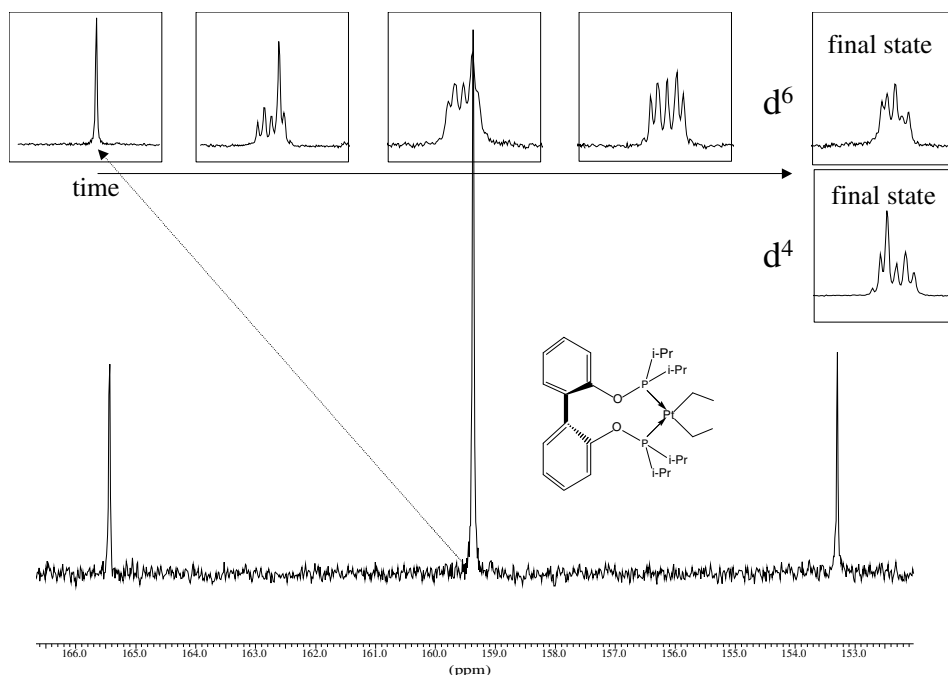 final state
d⁶
time
final state
d⁴
i-Pr
i-Pr
P
O
Pt
O
P
i-Pr
i-Pr
166.0 165.0 164.0 163.0 162.0 161.0 160.0 159.0 158.0 157.0 156.0 155.0 154.0 153.0
(ppm)